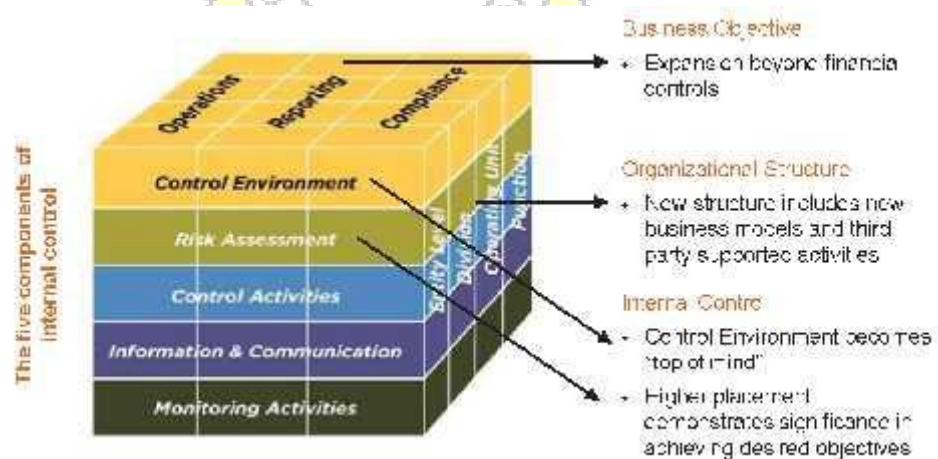 Business Objective
• Expansion beyond financial
controls
Operations
Reporting
Compliance
The five components of
internal control
Control Environment
Risk Assessment
Control Activities
Information & Communication
Monitoring Activities
Entity Level
Division
Operating Unit
Function
Organizational Structure
• New structure includes new
business models and third
party supported activities
Internal Control
• Control Environment becomes
"top of mind"
• Higher placement
demonstrates significance in
achieving desired objectives